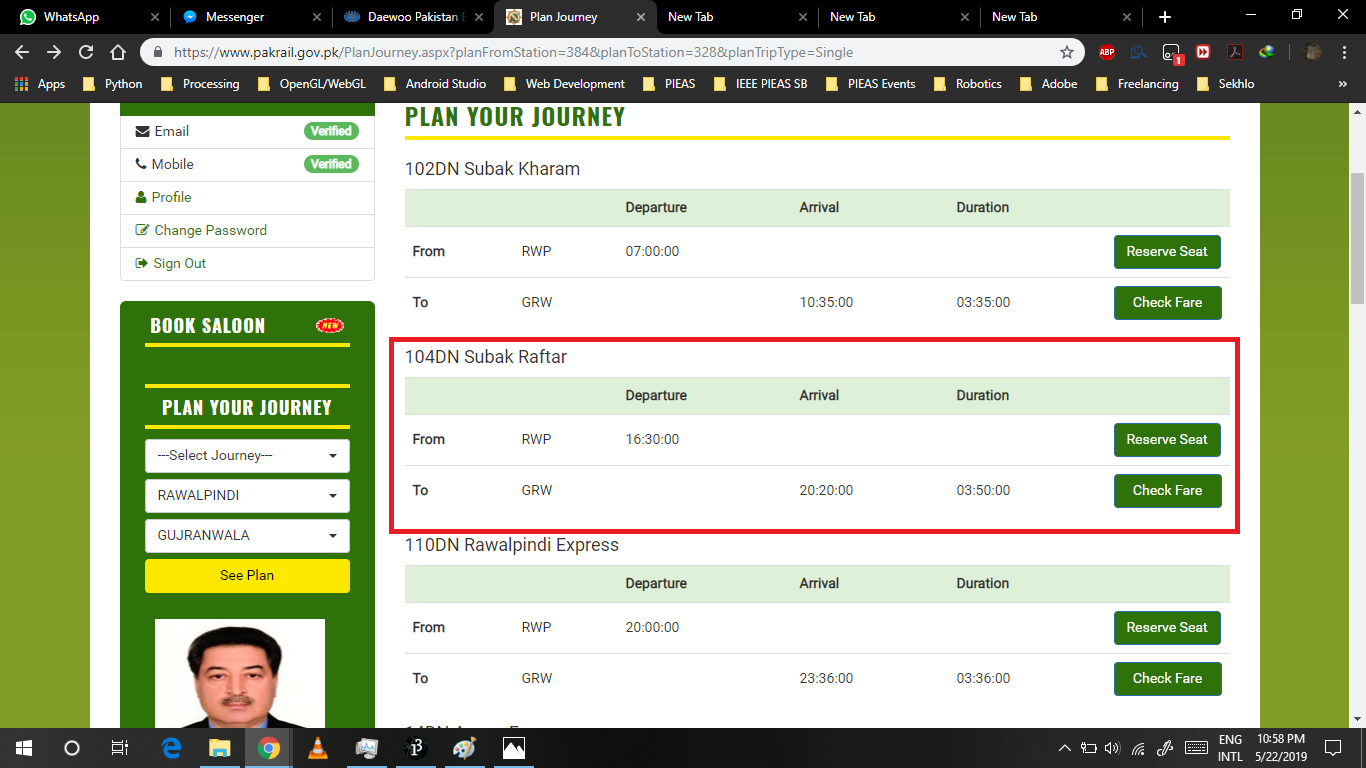 WhatsApp
Messenger
Daewoo Pakistan E
Plan Journey
New Tab
New Tab
New Tab
https://www.pakrail.gov.pk/PlanJourney.aspx?planFromStation=384&planToStation=328&planTripType=Single
ABP
1
Apps
Python
Processing
OpenGL/WebGL
Android Studio
Web Development
PIEAS
IEEE PIEAS SB
PIEAS Events
Robotics
Adobe
Freelancing
Sekhlo
»
Email Verified
Mobile Verified
Profile
Change Password
Sign Out
BOOK SALOON NEW
PLAN YOUR JOURNEY
---Select Journey---
RAWALPINDI
GUJRANWALA
See Plan
PLAN YOUR JOURNEY
102DN Subak Kharam
Departure Arrival Duration
From RWP 07:00:00 Reserve Seat
To GRW 10:35:00 03:35:00 Check Fare
104DN Subak Raftar
Departure Arrival Duration
From RWP 16:30:00 Reserve Seat
To GRW 20:20:00 03:50:00 Check Fare
110DN Rawalpindi Express
Departure Arrival Duration
From RWP 20:00:00 Reserve Seat
To GRW 23:36:00 03:36:00 Check Fare
ENG
INTL
10:58 PM
5/22/2019